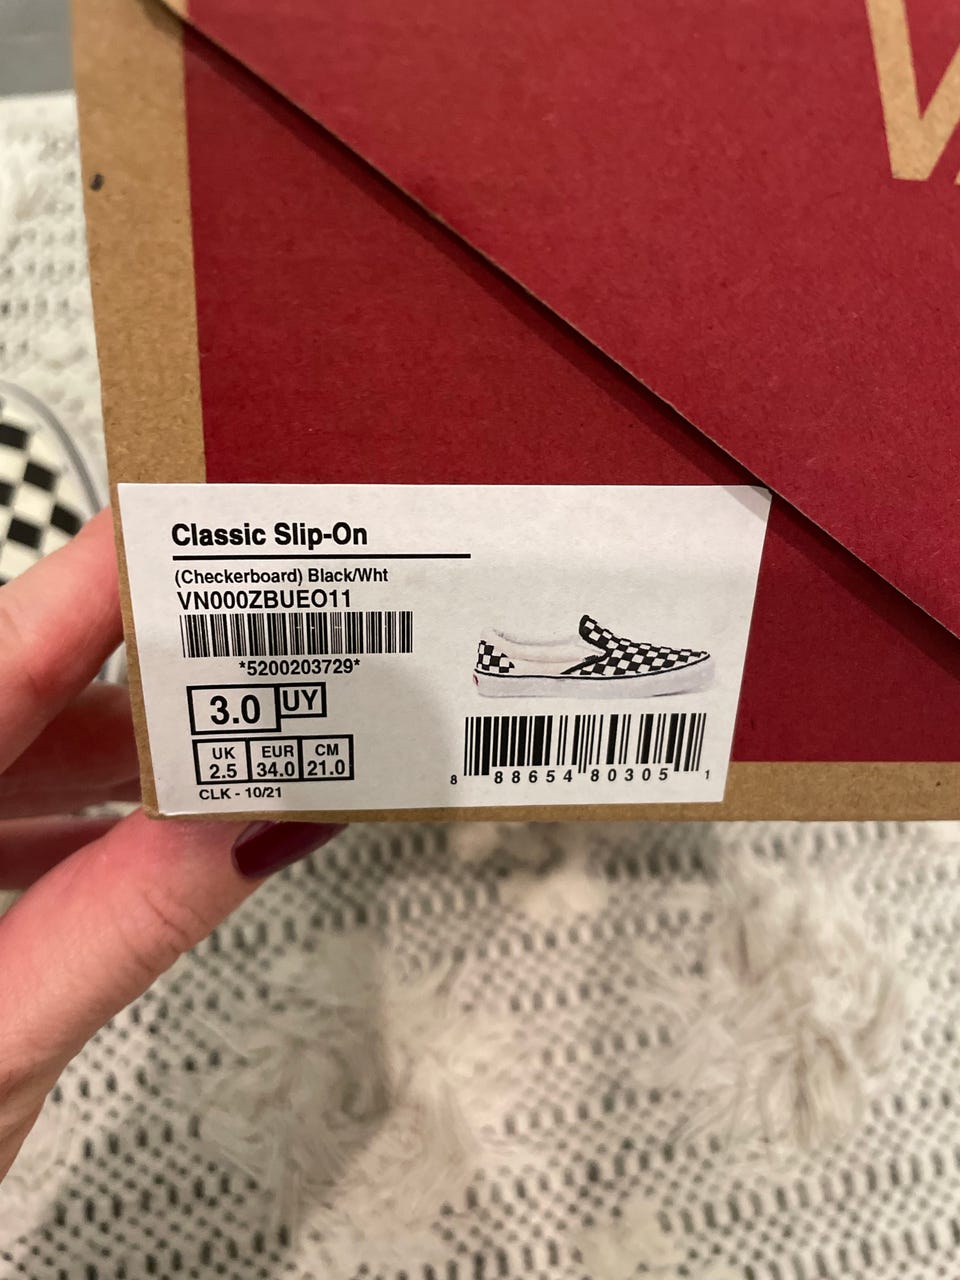 V
Classic Slip-On
(Checkerboard) Black/Wht
VN000ZBUEO11
*5200203729*
3.0 UY
UK EUR CM
2.5 34.0 21.0
CLK - 10/21
8 88654 80305 1